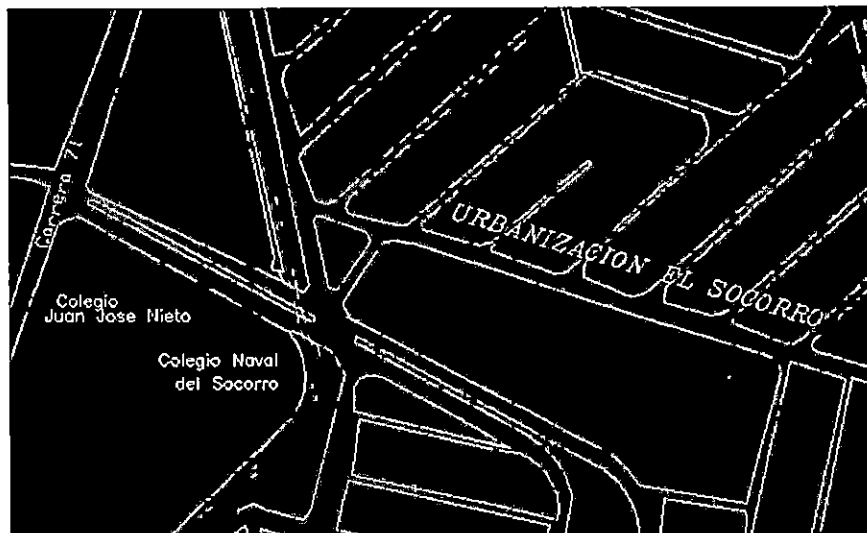 Carrera 71
URBANIZACION EL SOCORRO
Colegio
Juan Jose Nieto
Colegio Naval
del Socorro